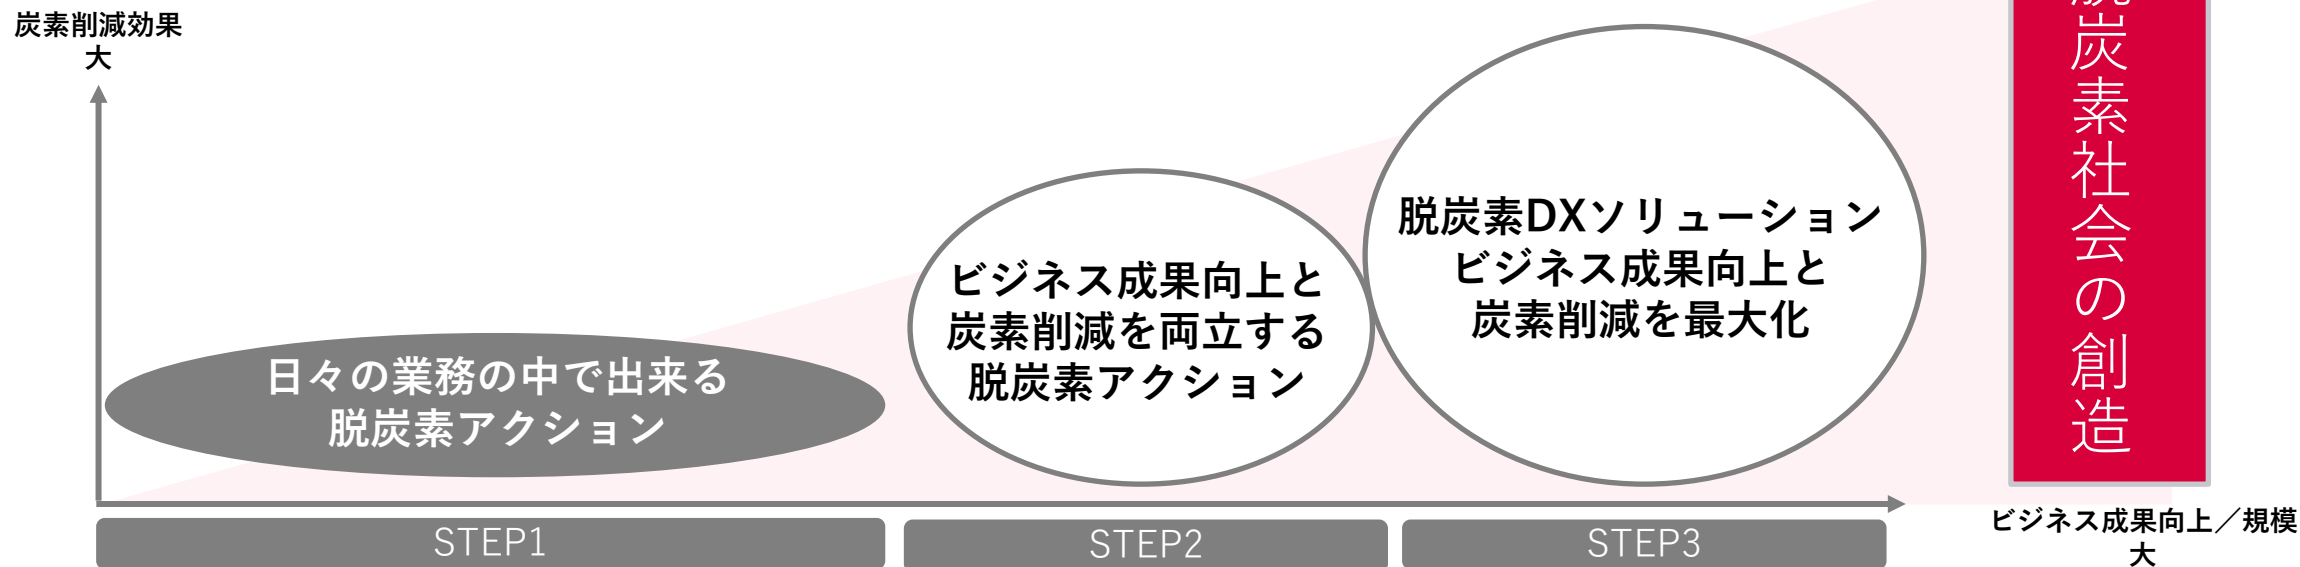 炭素削減効果
大
日々の業務の中で出来る
脱炭素アクション
ビジネス成果向上と
炭素削減を両立する
脱炭素アクション
脱炭素DXソリューション
ビジネス成果向上と
炭素削減を最大化
脱炭素社会の創造
STEP1
STEP2
STEP3
ビジネス成果向上／規模
大